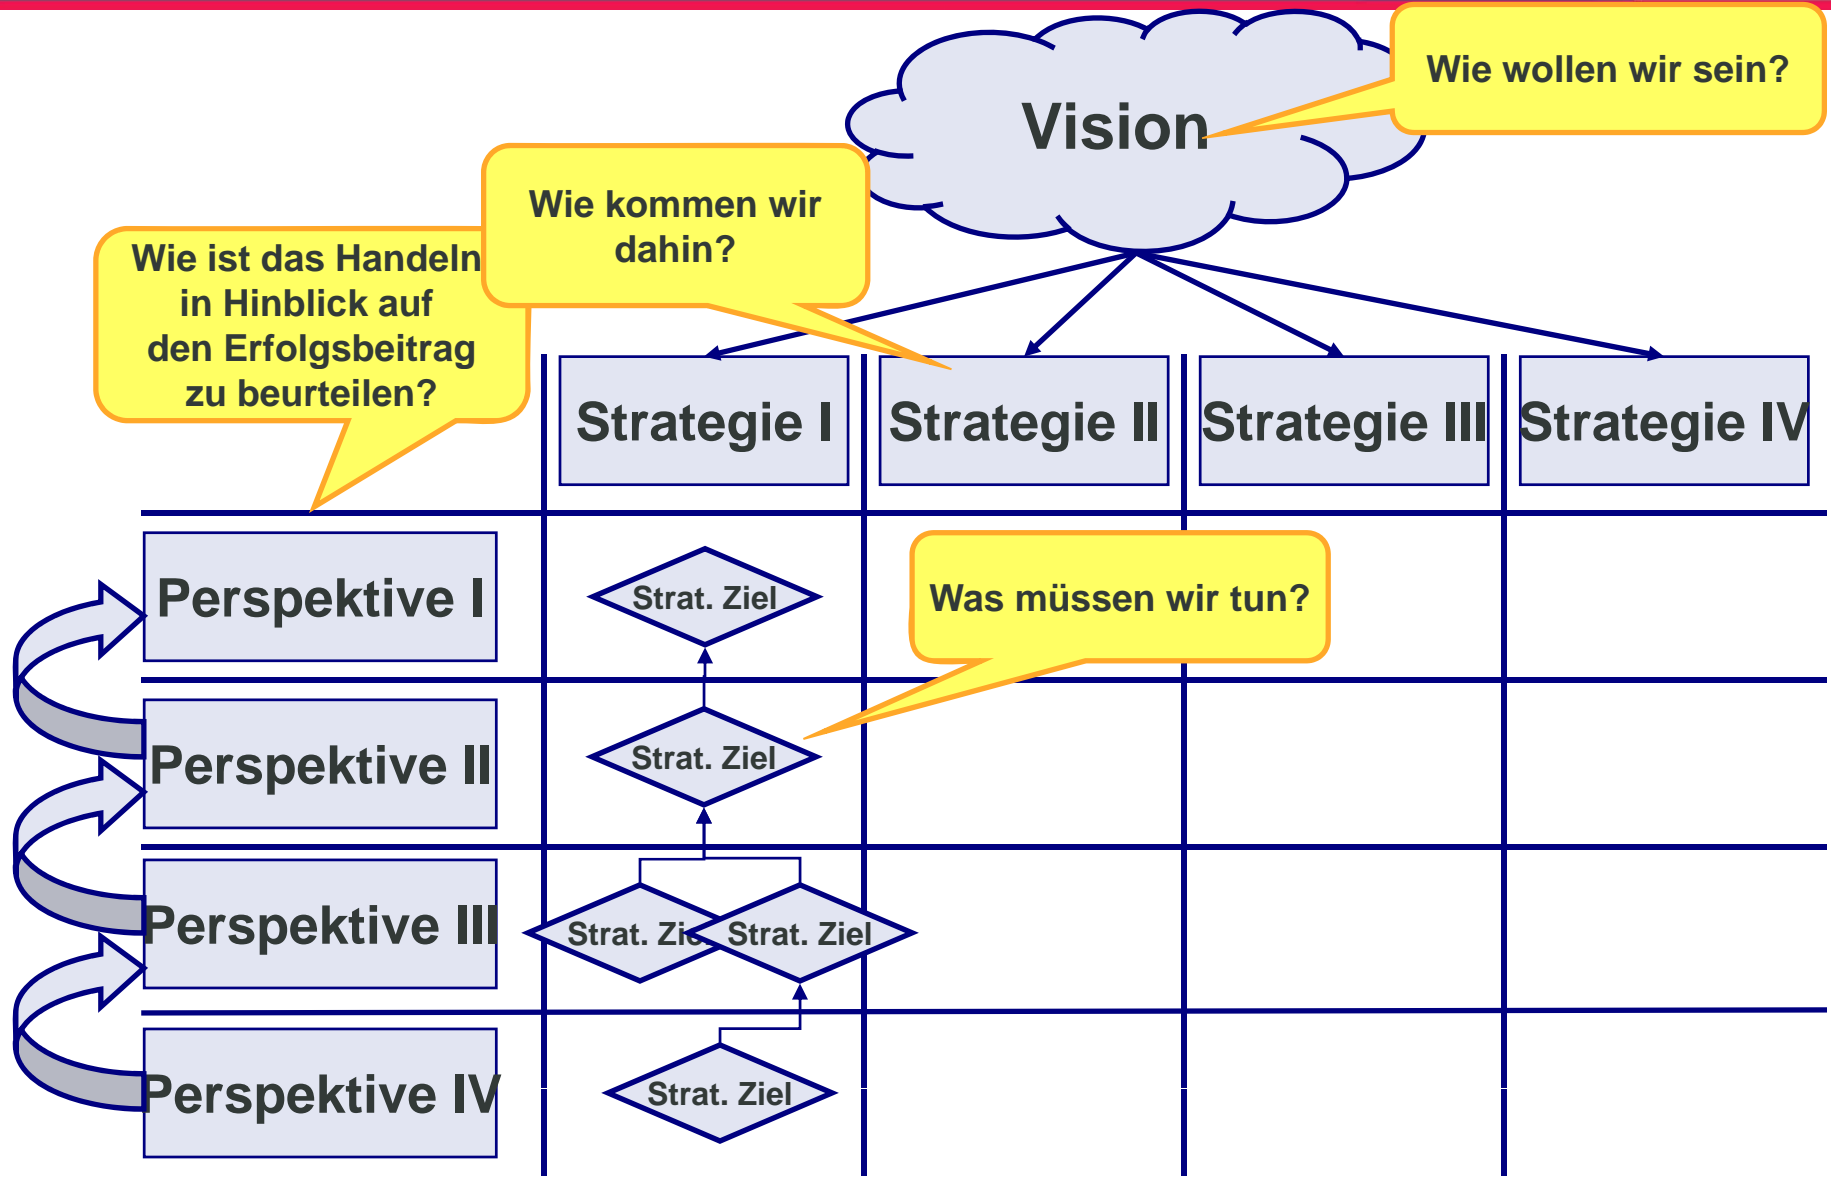 Wie wollen wir sein?
Vision
Wie kommen wir
dahin?
Wie ist das Handeln
in Hinblick auf
den Erfolgsbeitrag
zu beurteilen?
Strategie I
Strategie II
Strategie III
Strategie IV
Perspektive I
Strat. Ziel
Was müssen wir tun?
Perspektive II
Strat. Ziel
Perspektive III
Strat. Ziel
Strat. Ziel
Perspektive IV
Strat. Ziel